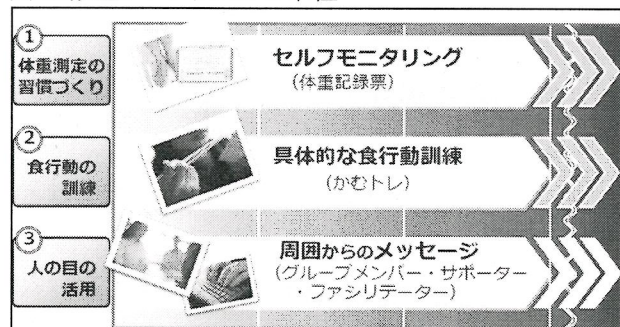 ①
体重測定の
習慣づくり
セルフモニタリング
(体重記録票)
②
食行動の
訓練
具体的な食行動訓練
(かむトレ)
③
人の目の
活用
周囲からのメッセージ
(グループメンバー・サポーター
・ファシリテーター)